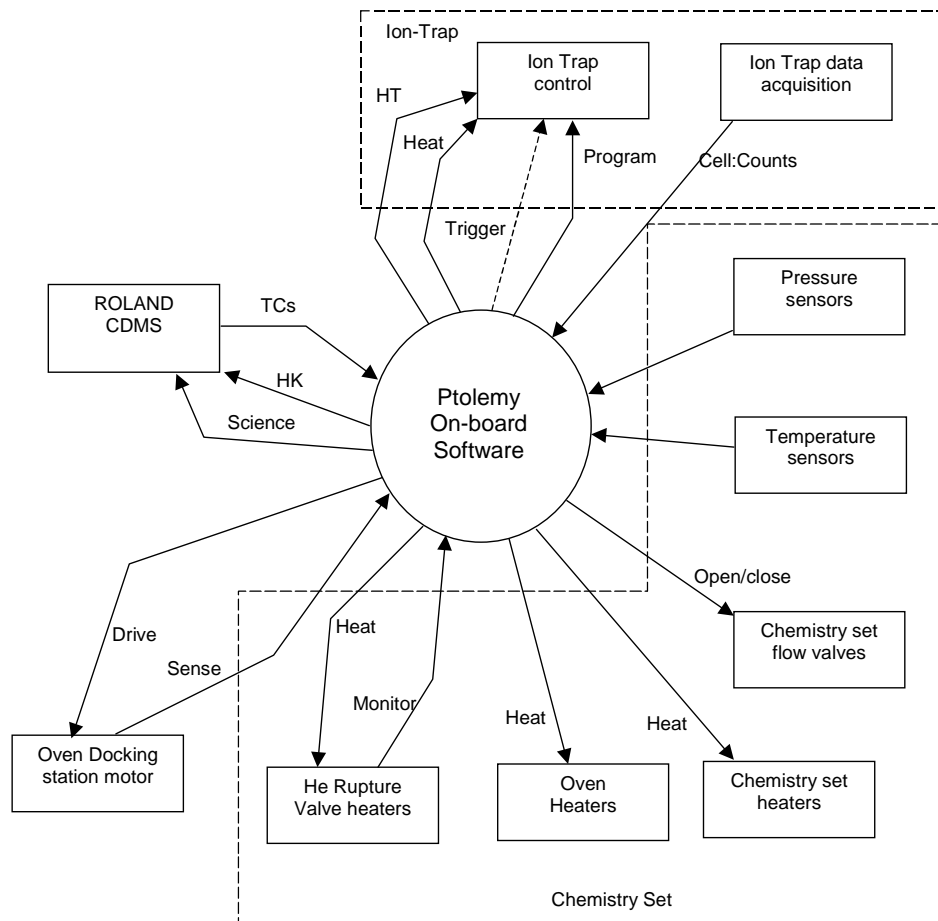 Ion-Trap
Ion Trap
control
Ion Trap data
acquisition
HT
Heat
Program
Cell:Counts
Trigger
Pressure
sensors
ROLAND
CDMS
TCs
HK
Science
Ptolemy
On-board
Software
Temperature
sensors
Open/close
Drive
Heat
Sense
Chemistry set
flow valves
Monitor
Heat
Heat
Oven Docking
station motor
He Rupture
Valve heaters
Oven
Heaters
Chemistry set
heaters
Chemistry Set